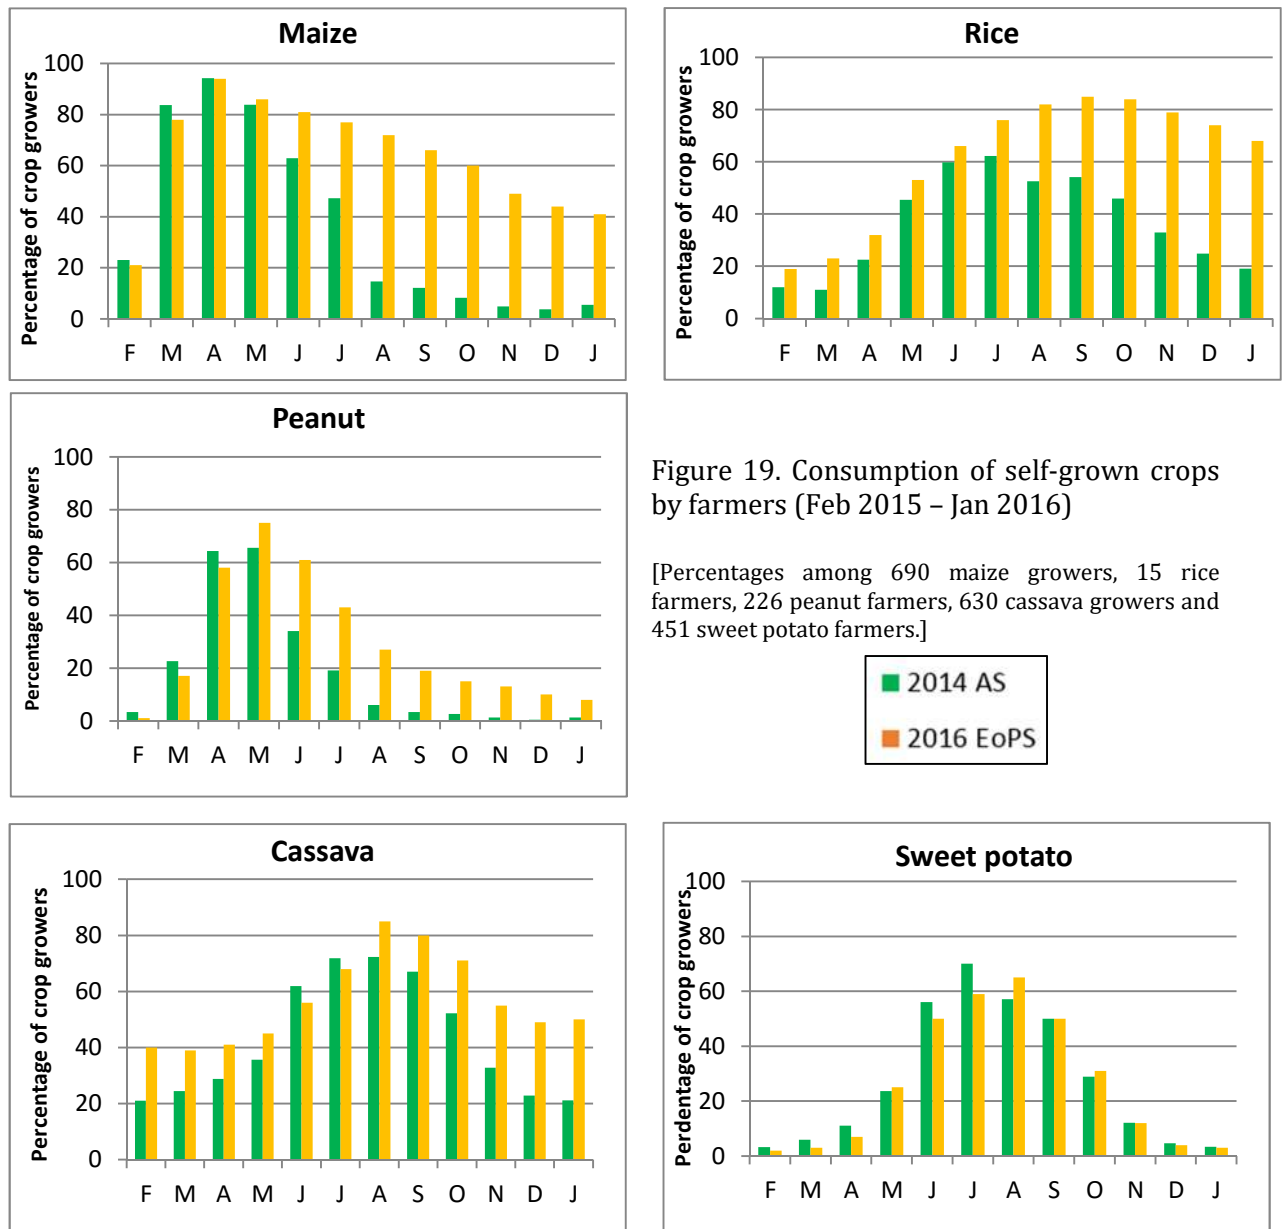 Maize
Percentage of crop growers
100
80
60
40
20
0
F M A M J J A S O N D J
Rice
Percentage of crop growers
100
80
60
40
20
0
F M A M J J A S O N D J
Peanut
Percentage of crop growers
100
80
60
40
20
0
F M A M J J A S O N D J
Figure 19. Consumption of self-grown crops
by farmers (Feb 2015 – Jan 2016)
[Percentages among 690 maize growers, 15 rice
farmers, 226 peanut farmers, 630 cassava growers and
451 sweet potato farmers.]
2014 AS
2016 EoPS
Cassava
Percentage of crop growers
100
80
60
40
20
0
F M A M J J A S O N D J
Sweet potato
Perdentage of crop growers
100
80
60
40
20
0
F M A M J J A S O N D J